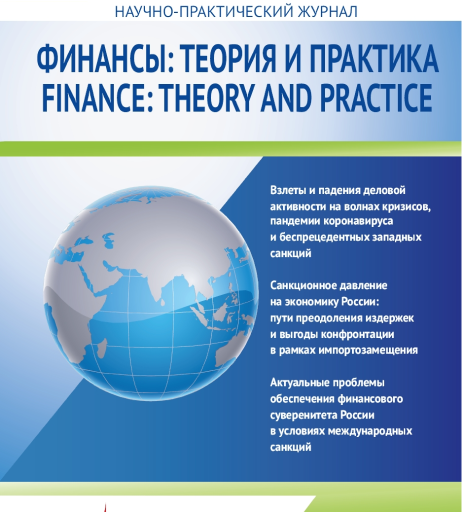 НАУЧНО-ПРАКТИЧЕСКИЙ ЖУРНАЛ
ФИНАНСЫ: ТЕОРИЯ И ПРАКТИКА
FINANCE: THEORY AND PRACTICE
Взлеты и падения деловой
активности на волнах кризисов,
пандемии коронавируса
и беспрецедентных западных
санкций
Санкционное давление
на экономику России:
пути преодоления издержек
и выгоды конфронтации
в рамках импортозамещения
Актуальные проблемы
обеспечения финансового
суверенитета России
в условиях международных
санкций